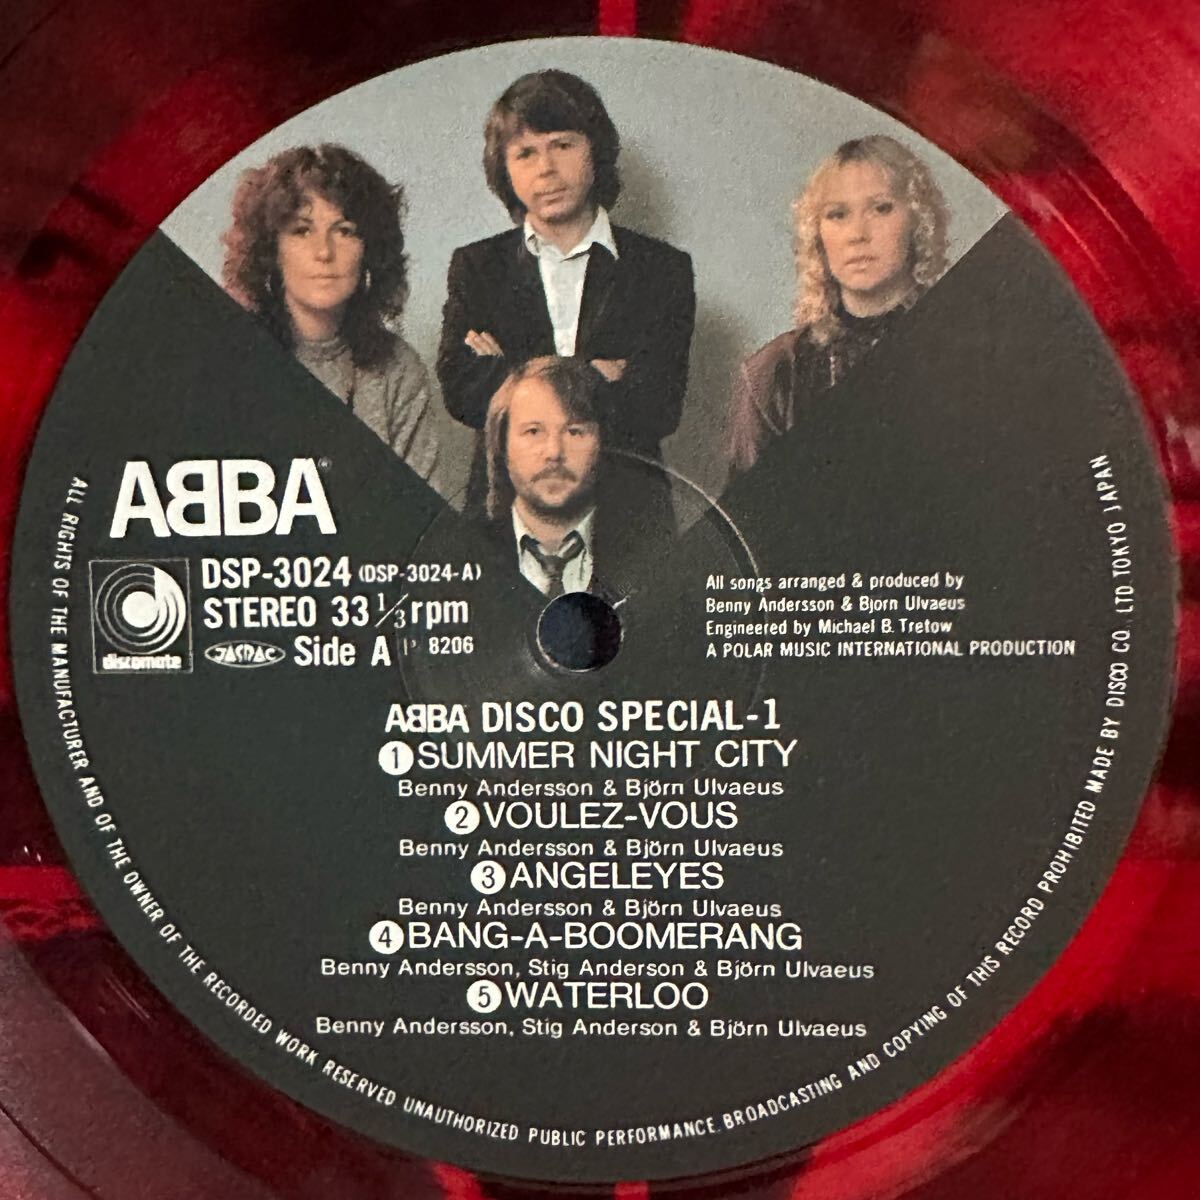 ABBA®
discomate
DSP-3024 (DSP-3024-A)
STEREO 33 1/3 rpm
JASRAC Side A Ⓟ 8206
All songs arranged & produced by
Benny Andersson & Bjorn Ulvaeus
Engineered by Michael B. Tretow
A POLAR MUSIC INTERNATIONAL PRODUCTION
ABBA DISCO SPECIAL-1
1 SUMMER NIGHT CITY
Benny Andersson & Björn Ulvaeus
2 VOULEZ-VOUS
Benny Andersson & Björn Ulvaeus
3 ANGELEYES
Benny Andersson & Björn Ulvaeus
4 BANG-A-BOOMERANG
Benny Andersson, Stig Anderson & Björn Ulvaeus
5 WATERLOO
Benny Andersson, Stig Anderson & Björn Ulvaeus
ALL RIGHTS OF THE MANUFACTURER AND OF THE OWNER OF THE RECORDED WORK RESERVED UNAUTHORIZED PUBLIC PERFORMANCE. BROADCASTING AND COPYING OF THIS RECORD PROHIBITED MADE BY DISCO CO., LTD TOKYO JAPAN